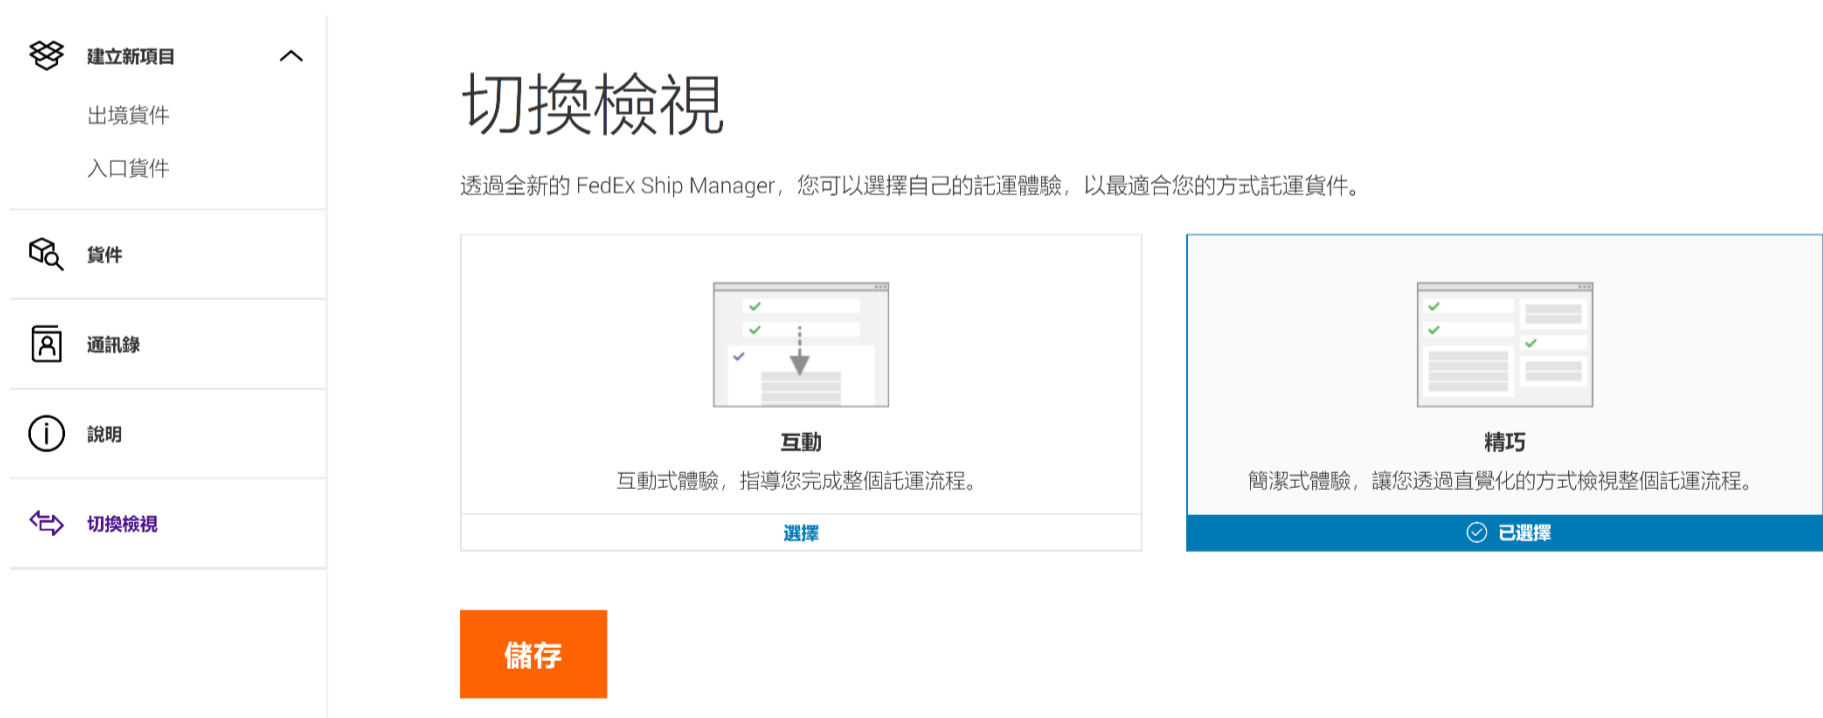 建立新項目
出境貨件
入口貨件
貨件
通訊錄
說明
切換檢視
切換檢視
透過全新的 FedEx Ship Manager，您可以選擇自己的託運體驗，以最適合您的方式託運貨件。
互動
互動式體驗，指導您完成整個託運流程。
選擇
精巧
簡潔式體驗，讓您透過直覺化的方式檢視整個託運流程。
已選擇
儲存